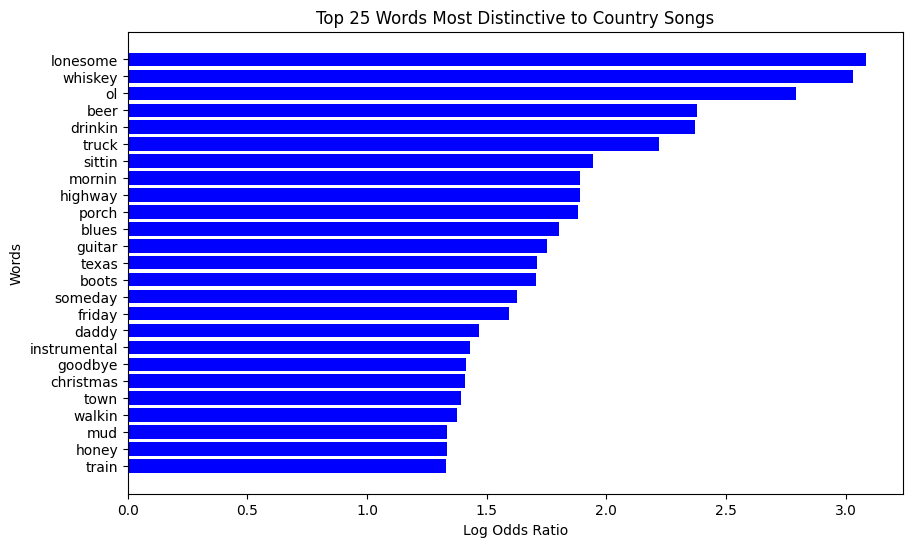 Top 25 Words Most Distinctive to Country Songs
Words
lonesome
whiskey
ol
beer
drinkin
truck
sittin
mornin
highway
porch
blues
guitar
texas
boots
someday
friday
daddy
instrumental
goodbye
christmas
town
walkin
mud
honey
train
0.0 0.5 1.0 1.5 2.0 2.5 3.0
Log Odds Ratio